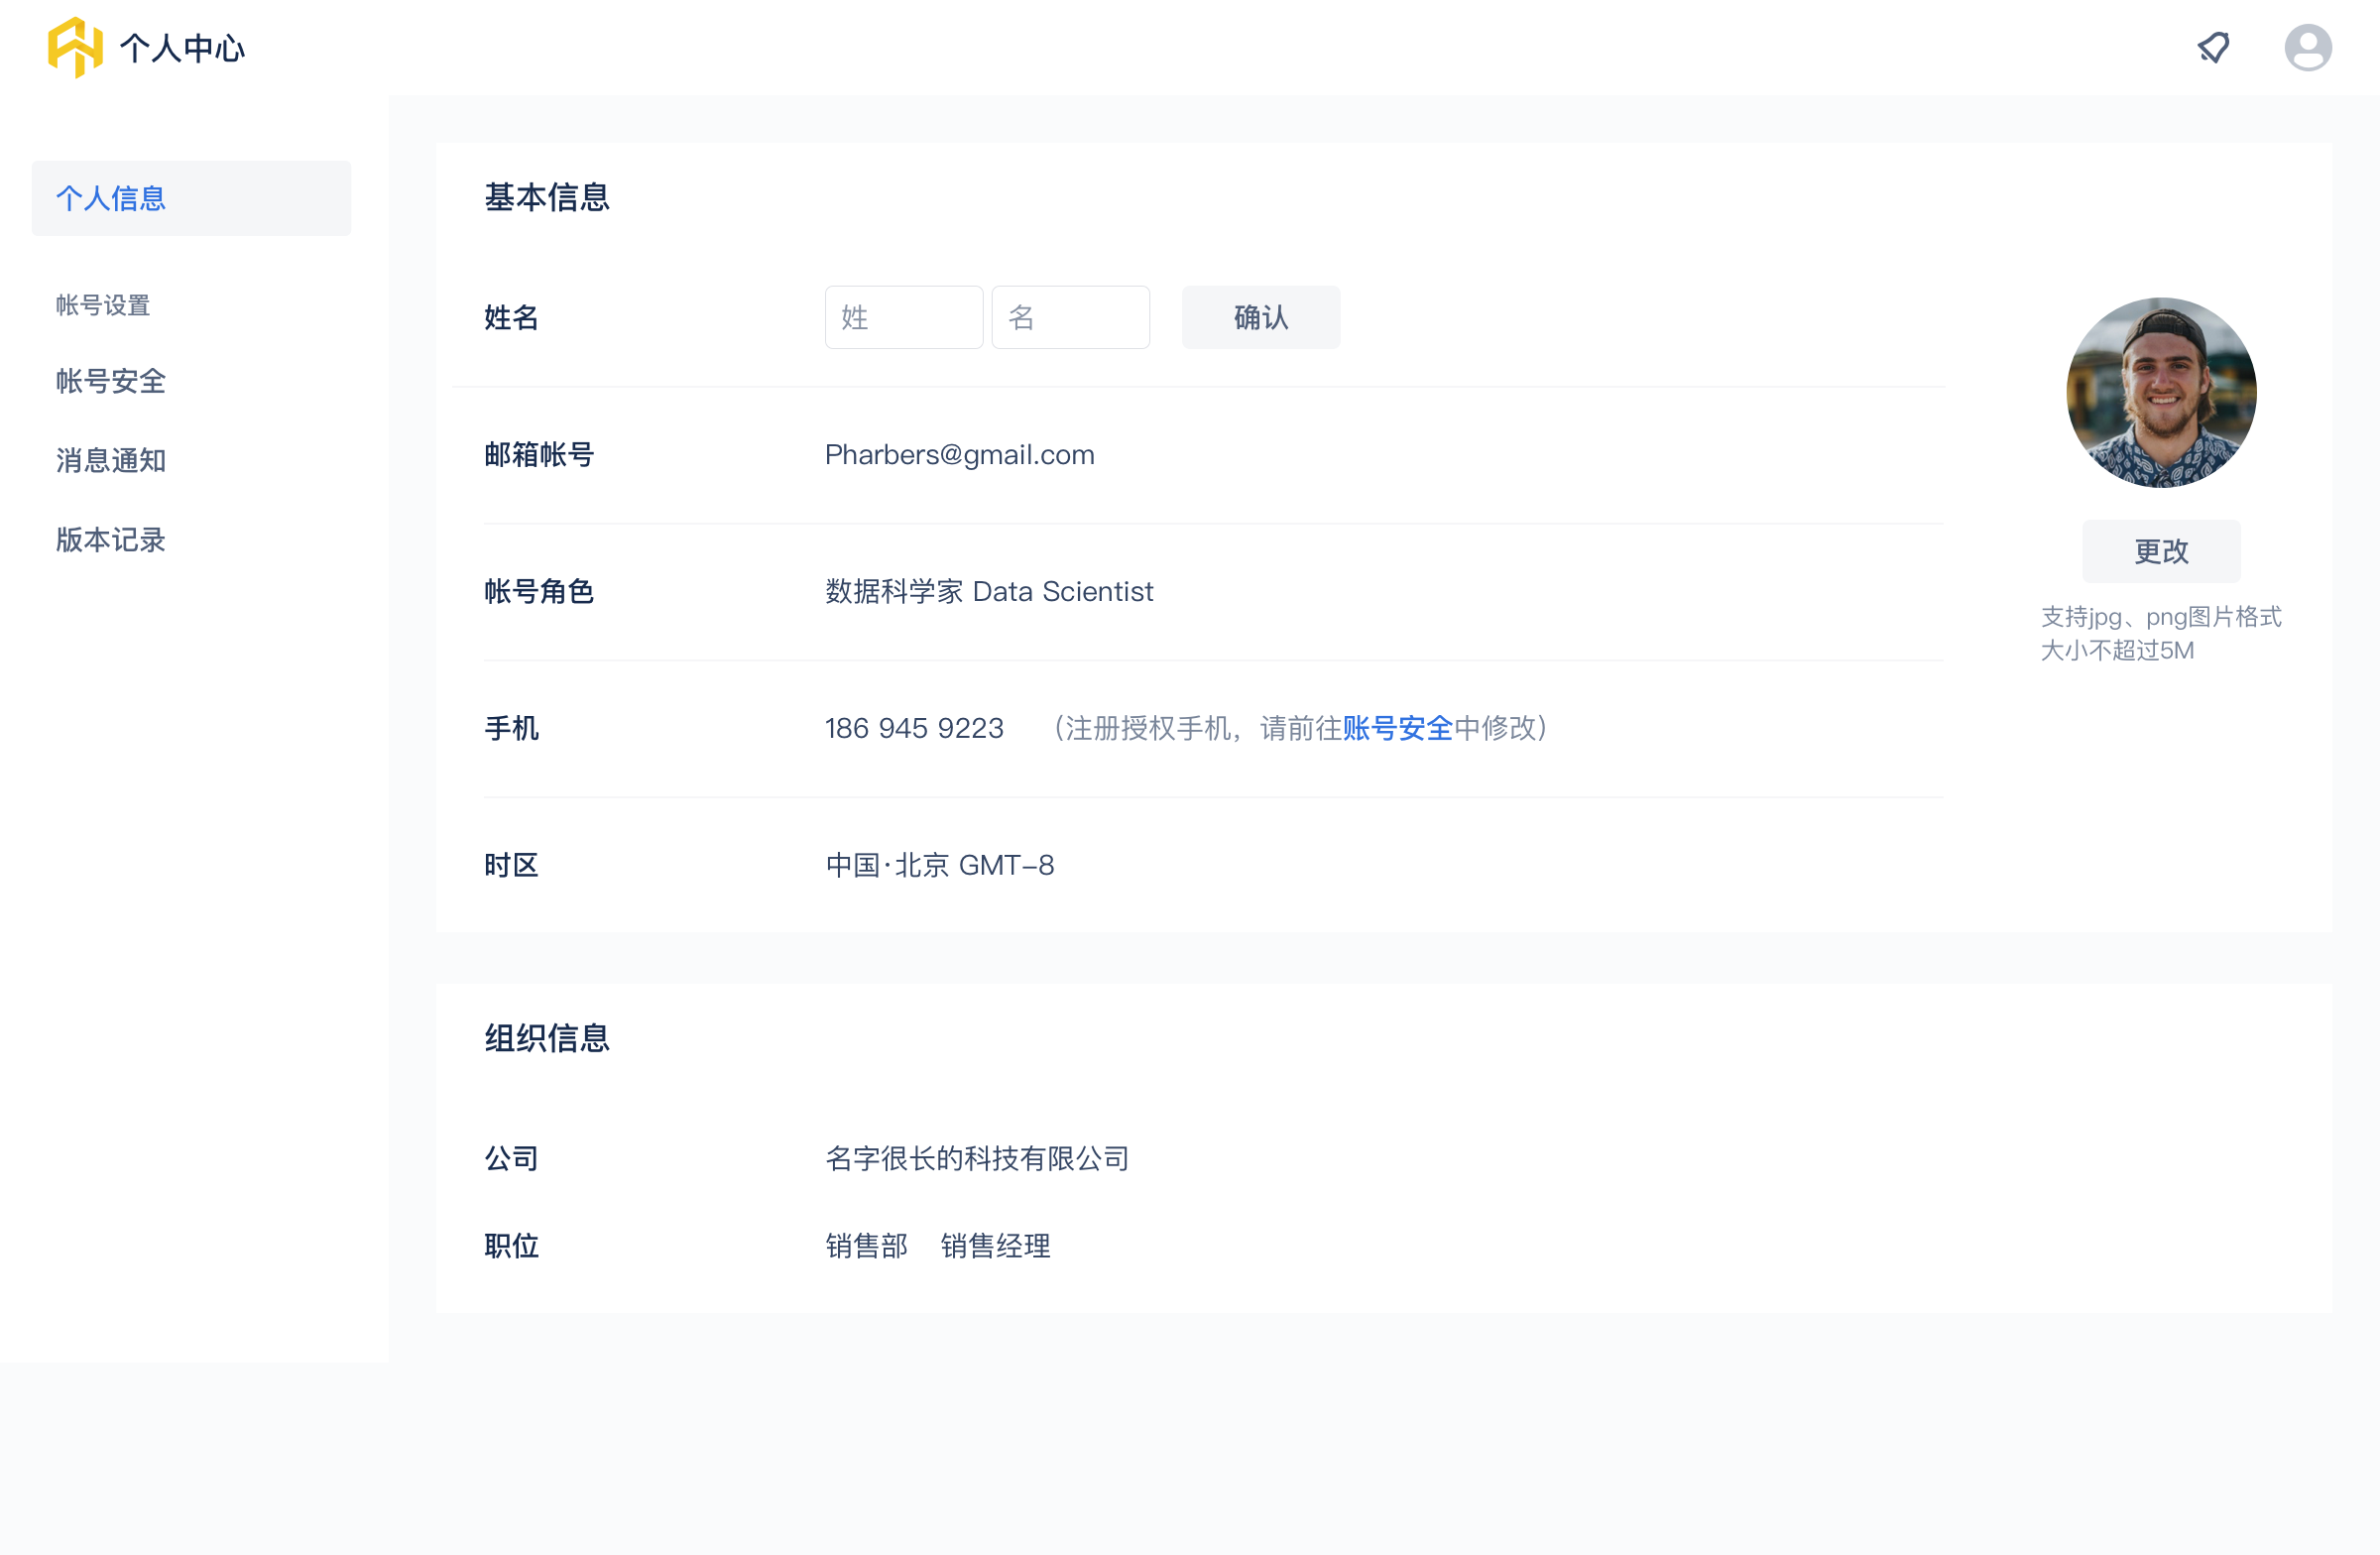 个人中心
个人信息
帐号设置
帐号安全
消息通知
版本记录
基本信息
姓名 姓 名 确认
邮箱帐号 Pharbers@gmail.com
帐号角色 数据科学家 Data Scientist
手机 186 945 9223 （注册授权手机，请前往账号安全中修改）
时区 中国·北京 GMT-8
更改
支持jpg、png图片格式
大小不超过5M
组织信息
公司 名字很长的科技有限公司
职位 销售部 销售经理